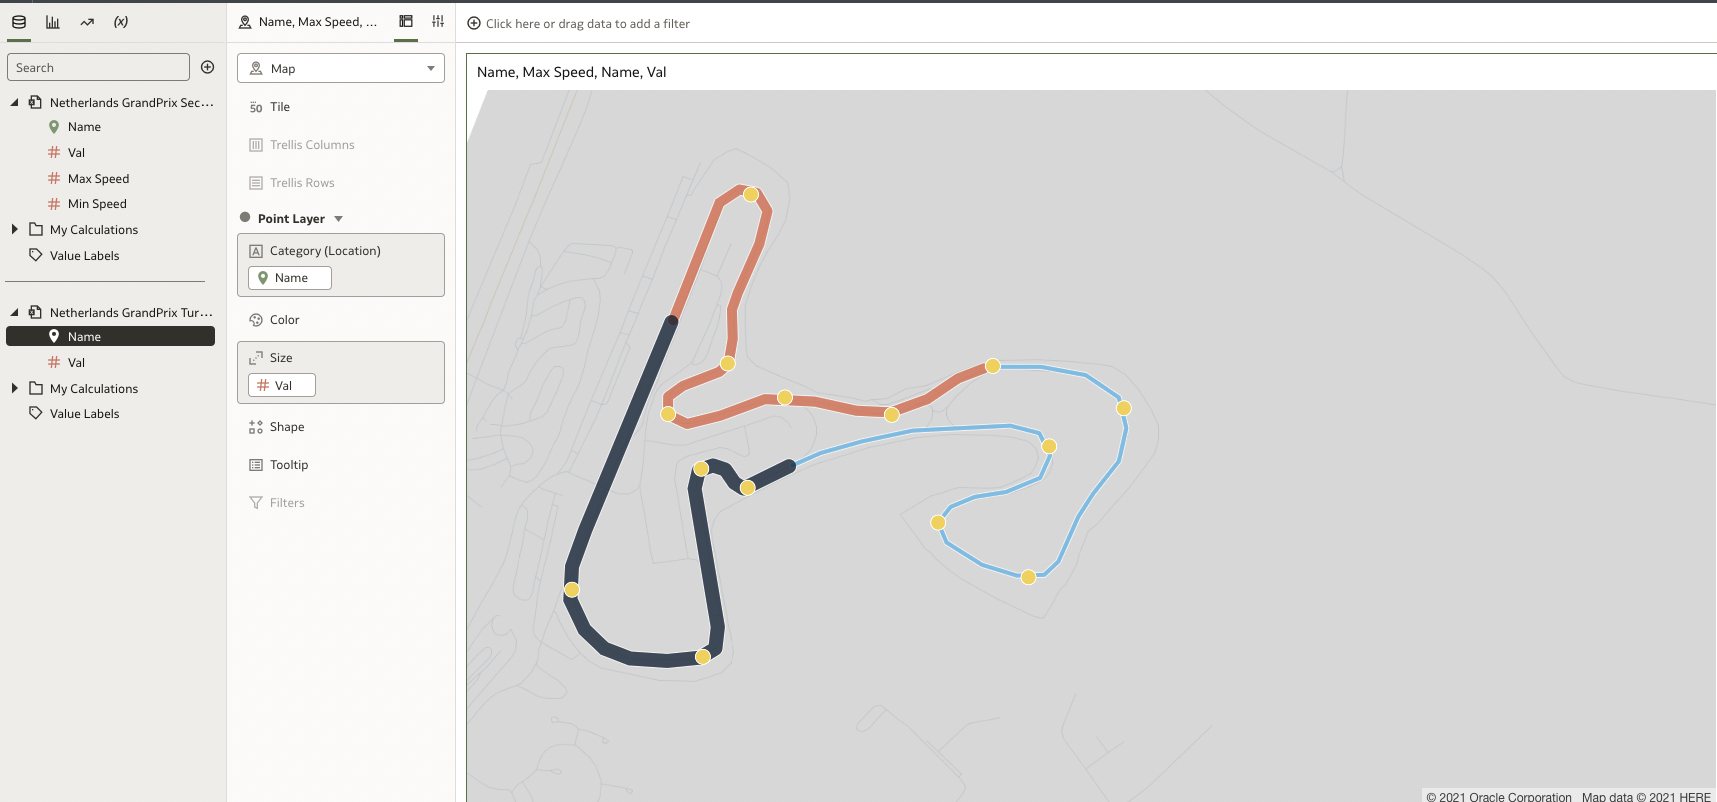 (x)
Name, Max Speed, ...
Click here or drag data to add a filter
Search
Netherlands GrandPrix Sec...
Name
Val
Max Speed
Min Speed
My Calculations
Value Labels
Netherlands GrandPrix Tur...
Name
Val
My Calculations
Value Labels
Map
50 Tile
Trellis Columns
Trellis Rows
Point Layer
A Category (Location)
Name
Color
Size
Val
Shape
Tooltip
Filters
Name, Max Speed, Name, Val
© 2021 Oracle Corporation Map data © 2021 HERE